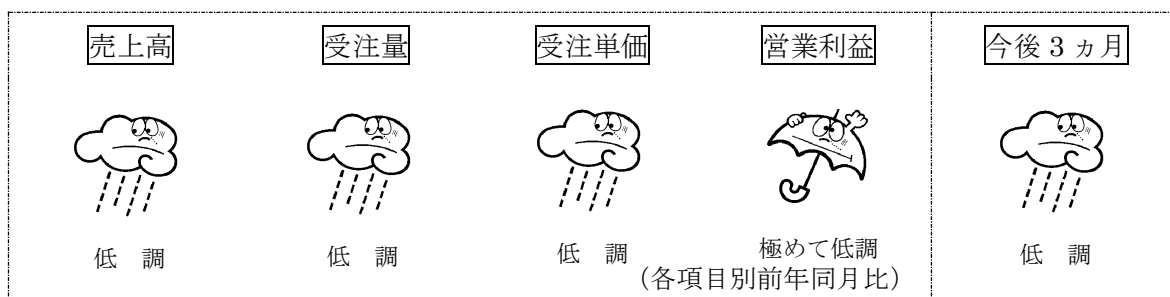 売上高 受注量 受注単価 営業利益 今後3ヵ月
低 調 低 調 低 調 極めて低調 低 調
(各項目別前年同月比)